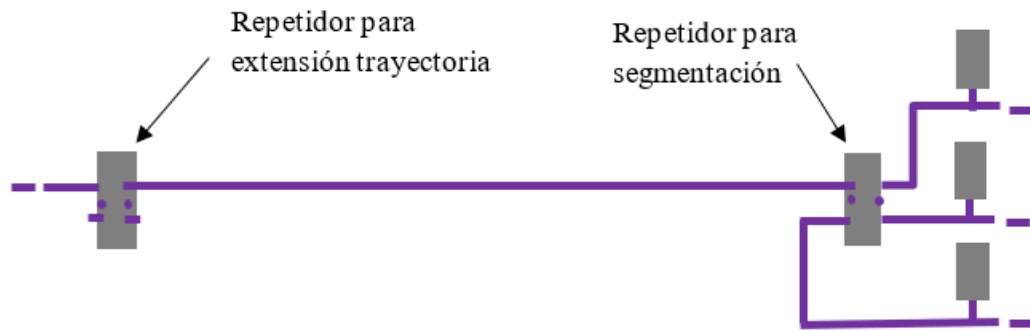 Repetidor para
extensión trayectoria
Repetidor para
segmentación